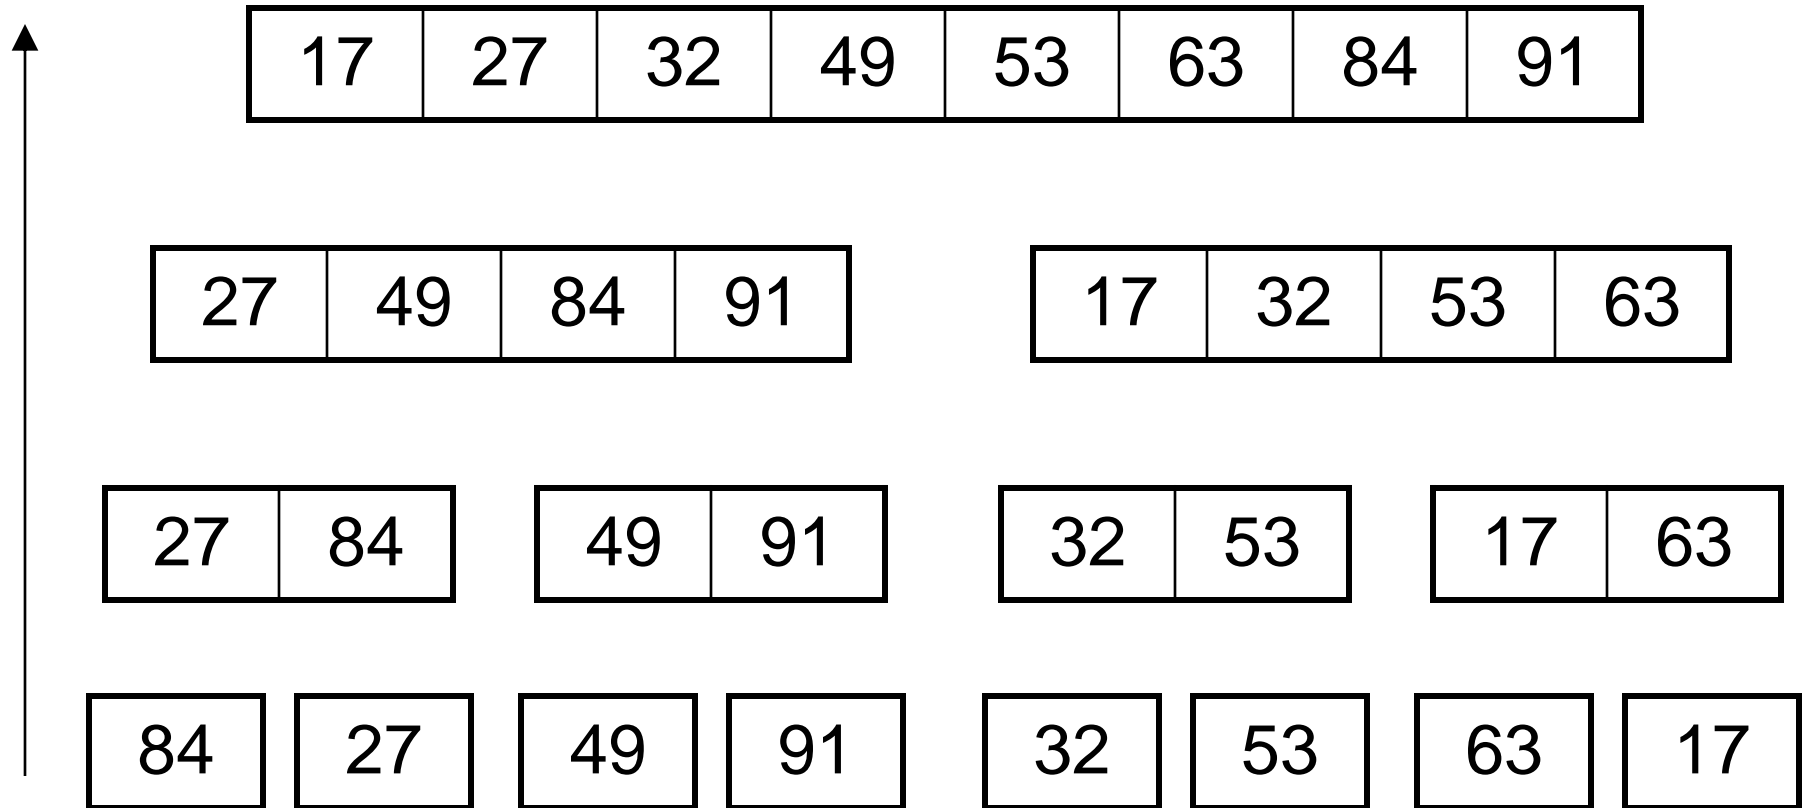 17 27 32 49 53 63 84 91
27 49 84 91 17 32 53 63
27 84 49 91 32 53 17 63
84 27 49 91 32 53 63 17